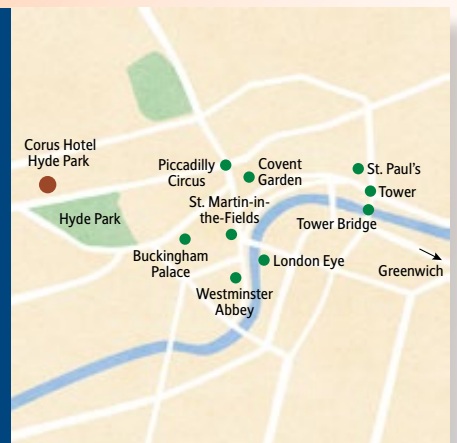 Corus Hotel
Hyde Park
Piccadilly
Circus
Covent
Garden
St. Paul's
Tower
St. Martin-in-
the-Fields
Hyde Park
Tower Bridge
Buckingham
Palace
London Eye
Greenwich
Westminster
Abbey